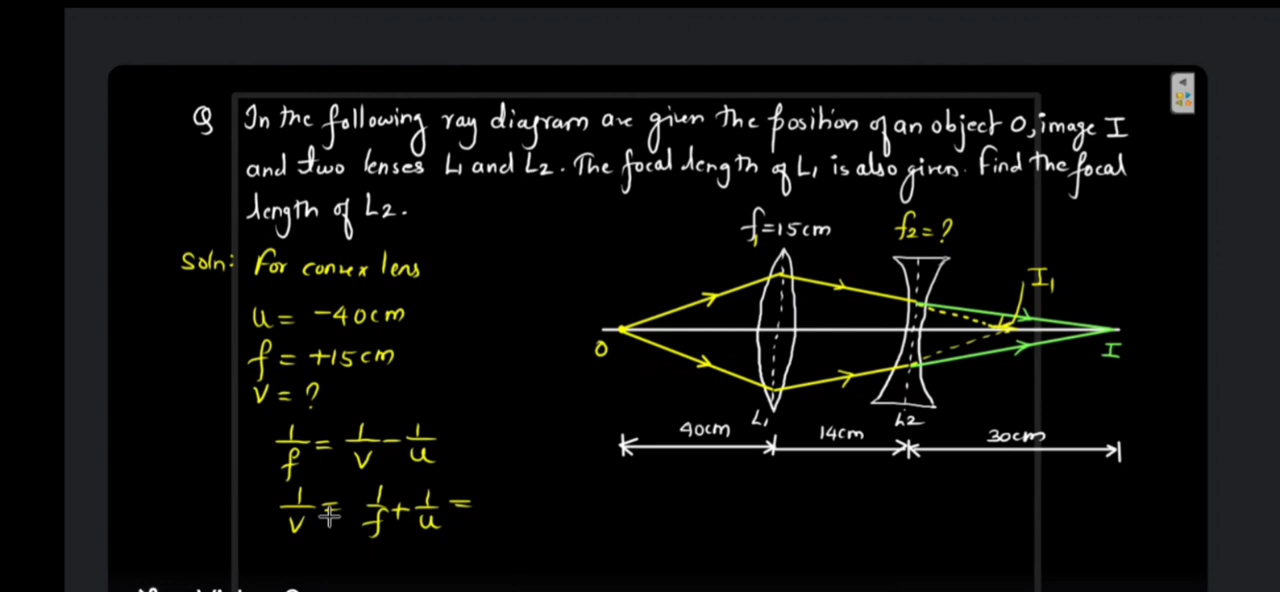 Q In the following ray diagram are given the position of an object O, image I
and two lenses L1 and L2. The focal length of L1 is also given. Find the focal
length of L2.
f1=15cm f2=?
Soln: For convex lens
I1
u= -40cm
f= +15cm
O I
v= ?
L1 L2
40cm 14cm 30cm
1/f = 1/v - 1/u
1/v = 1/f + 1/u =